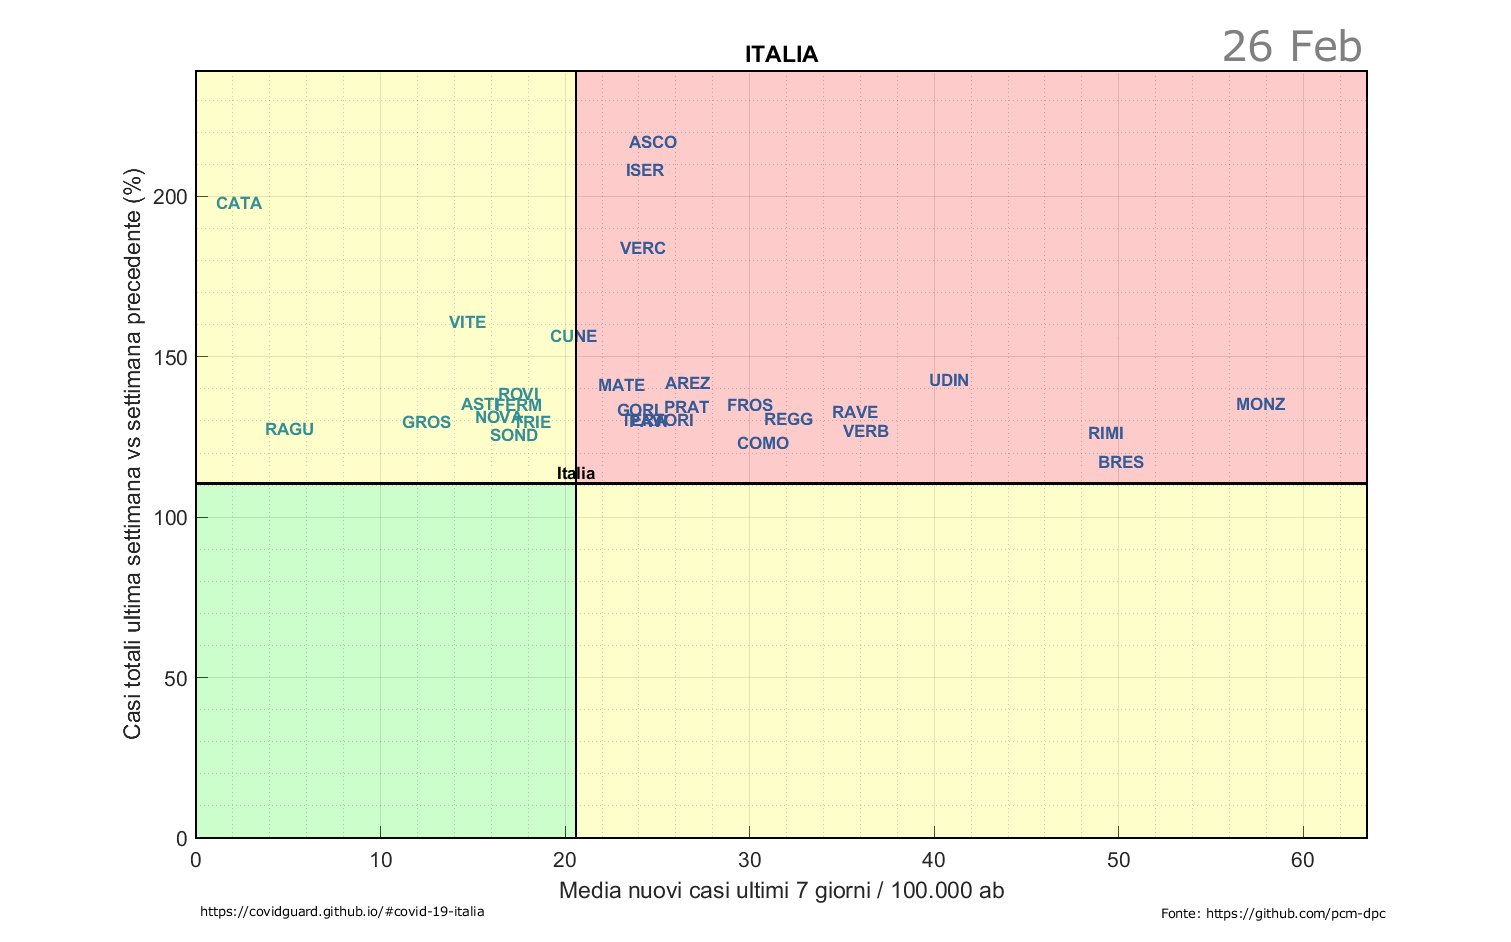 26 Feb
ITALIA
Casi totali ultima settimana vs settimana precedente (%)
200
150
100
50
0
ASCO
ISER
CATA
VERC
VITE
CUNE
UDIN
AREZ
MATE
ROVI
ASTI
FERM
FROS
MONZ
PRAT
GORI
RAVE
NOVA
REGG
GROS
TRIE
RAGU
VERB
RIMI
SOND
COMO
BRES
Italia
0
10
20
30
40
50
60
Media nuovi casi ultimi 7 giorni / 100.000 ab
https://covidguard.github.io/#covid-19-italia
Fonte: https://github.com/pcm-dpc